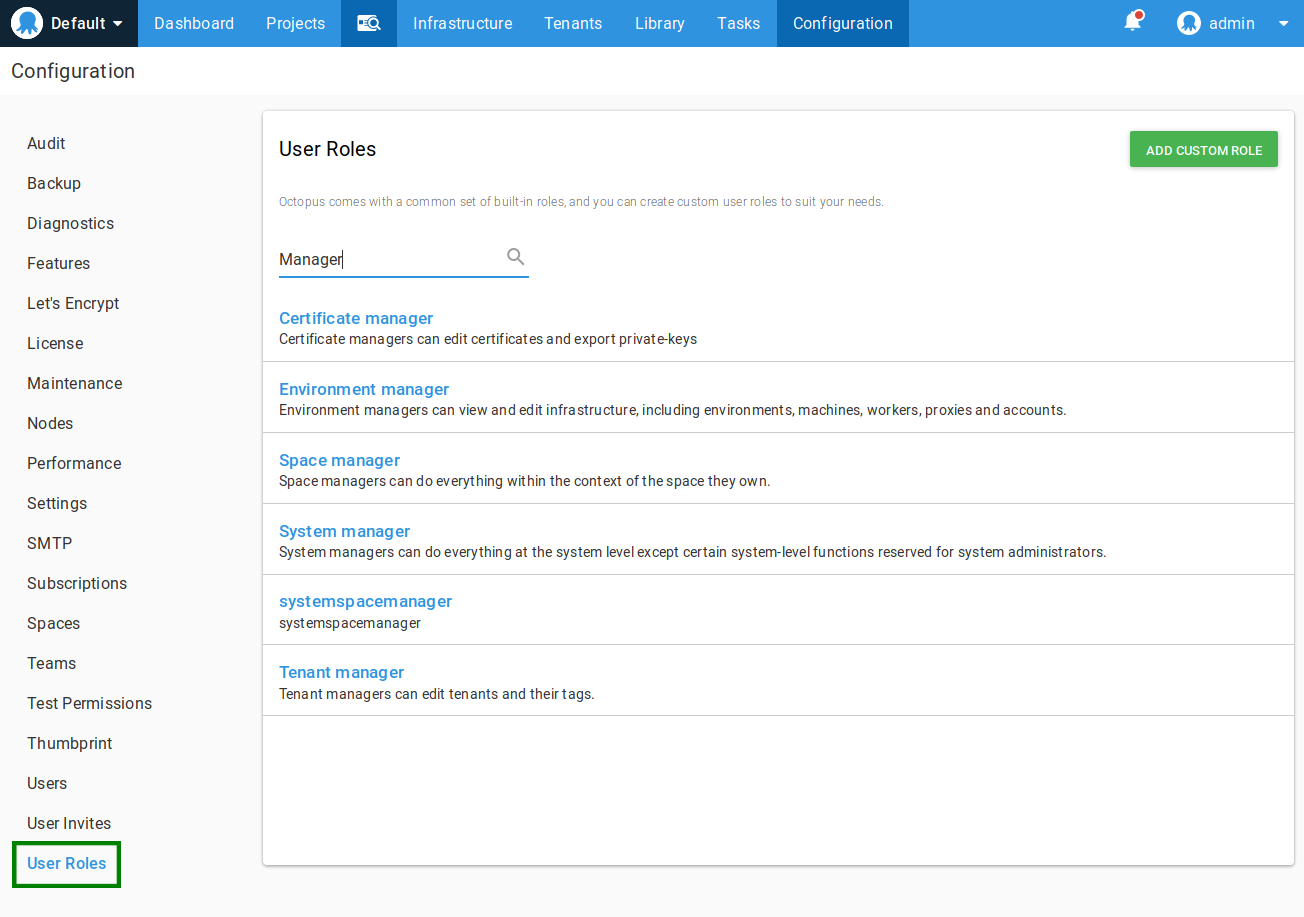 Default Dashboard Projects Infrastructure Tenants Library Tasks Configuration admin
Configuration
Audit
Backup
Diagnostics
Features
Let's Encrypt
License
Maintenance
Nodes
Performance
Settings
SMTP
Subscriptions
Spaces
Teams
Test Permissions
Thumbprint
Users
User Invites
User Roles
User Roles
ADD CUSTOM ROLE
Octopus comes with a common set of built-in roles, and you can create custom user roles to suit your needs.
Manager
Certificate manager
Certificate managers can edit certificates and export private-keys
Environment manager
Environment managers can view and edit infrastructure, including environments, machines, workers, proxies and accounts.
Space manager
Space managers can do everything within the context of the space they own.
System manager
System managers can do everything at the system level except certain system-level functions reserved for system administrators.
systemspacemanager
systemspacemanager
Tenant manager
Tenant managers can edit tenants and their tags.